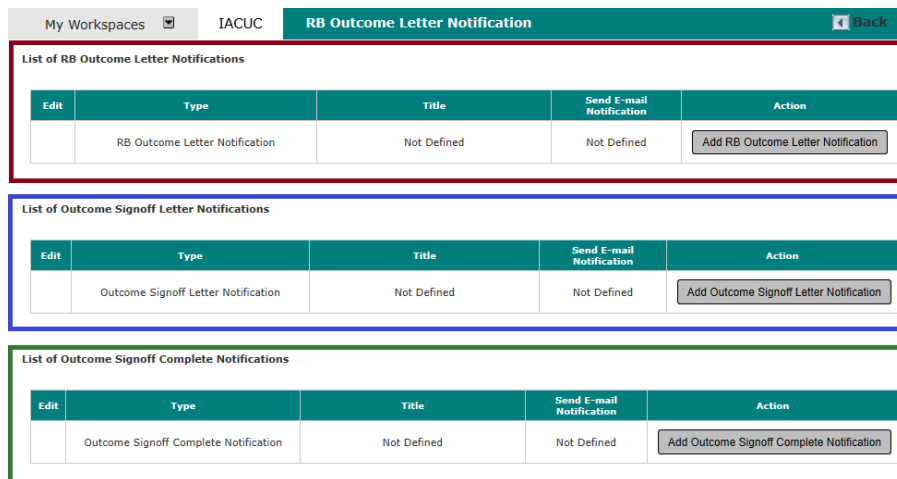 My Workspaces IACUC RB Outcome Letter Notification Back
List of RB Outcome Letter Notifications
Edit Type Title Send E-mail Notification Action
RB Outcome Letter Notification Not Defined Not Defined Add RB Outcome Letter Notification
List of Outcome Signoff Letter Notifications
Edit Type Title Send E-mail Notification Action
Outcome Signoff Letter Notification Not Defined Not Defined Add Outcome Signoff Letter Notification
List of Outcome Signoff Complete Notifications
Edit Type Title Send E-mail Notification Action
Outcome Signoff Complete Notification Not Defined Not Defined Add Outcome Signoff Complete Notification